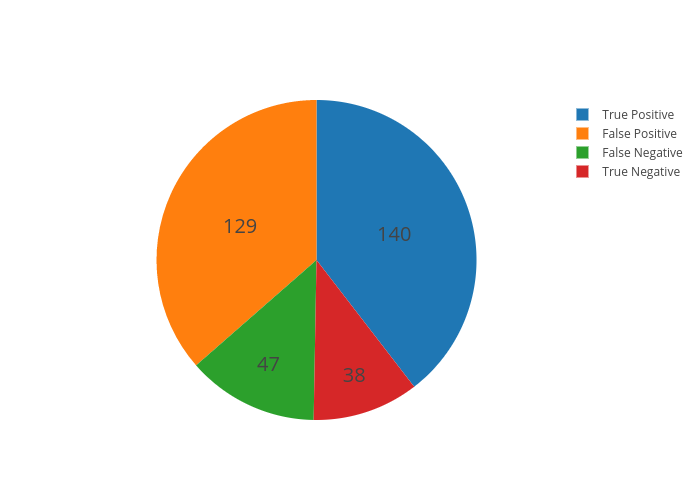 129
140
47
38
True Positive
False Positive
False Negative
True Negative